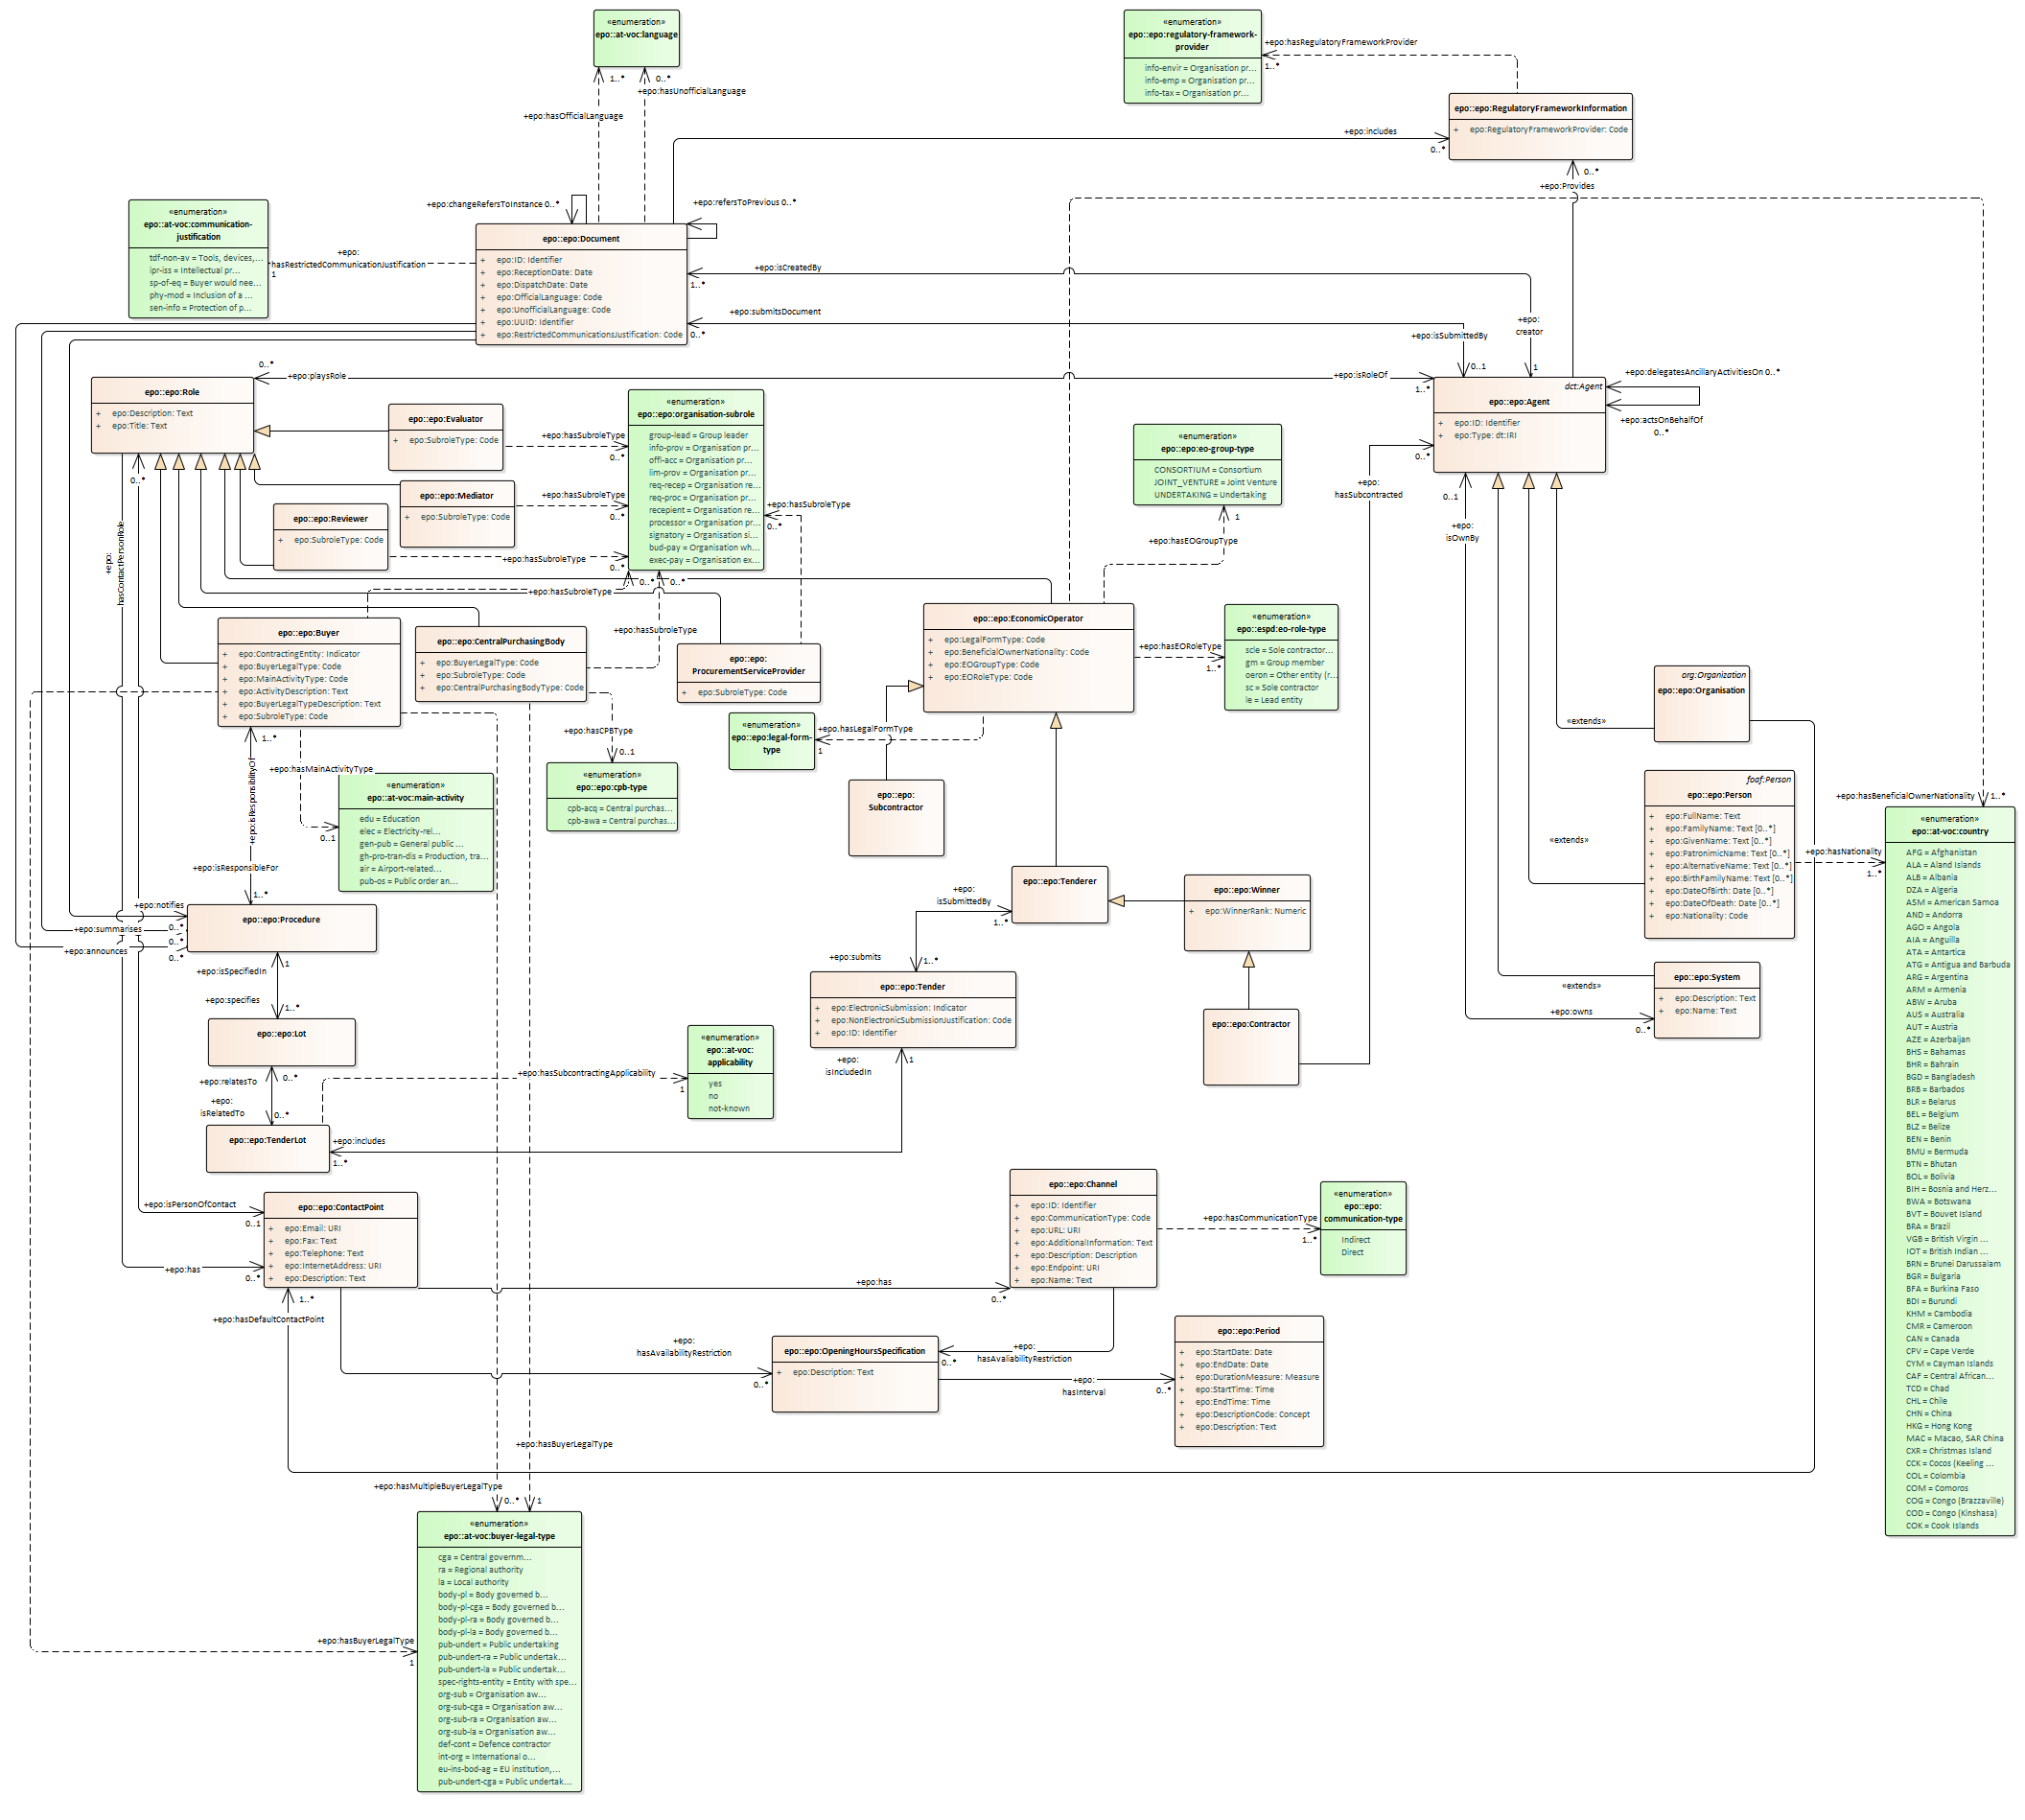 «enumeration»
epo::at-voc:language
1..*
0..*
+epo:hasUnofficialLanguage
+epo:hasOfficialLanguage
«enumeration»
epo::epo:regulatory-framework-
provider
info-envir = Organisation pr...
info-emp = Organisation pr...
info-tax = Organisation pr...
+epo:hasRegulatoryFrameworkProvider
1..*
epo::epo:RegulatoryFrameworkInformation
+ epo:RegulatoryFrameworkProvider: Code
+epo:includes
0..*
0..*
+epo:Provides
«enumeration»
epo::at-voc:communication-
justification
tdf-non-av = Tools, devices,...
ipr-iss = Intellectual pr...
sp-of-eq = Buyer would nee...
phy-mod = Inclusion of a ...
sen-info = Protection of p...
+epo:
hasRestrictedCommunicationJustification
1
+epo:changeRefersToInstance 0..*
+epo:refersToPrevious 0..*
epo::epo:Document
+ epo:ID: Identifier
+ epo:ReceptionDate: Date
+ epo:DispatchDate: Date
+ epo:OfficialLanguage: Code
+ epo:UnofficialLanguage: Code
+ epo:UUID: Identifier
+ epo:RestrictedCommunicationsJustification: Code
+epo:isCreatedBy
1..*
+epo:submitsDocument
0..*
+epo:
creator
1
+epo:isSubmittedBy
0..1
+epo:playsRole
0..*
+epo:isRoleOf
1..*
dct:Agent
epo::epo:Agent
+ epo:ID: Identifier
+ epo:Type: dt:IRI
+epo:delegatesAncillaryActivitiesOn 0..*
+epo:actsOnBehalfOf
0..*
epo::epo:Role
+ epo:Description: Text
+ epo:Title: Text
epo::epo:Evaluator
+ epo:SubroleType: Code
+epo:hasSubroleType
0..*
epo::epo:Mediator
+ epo:SubroleType: Code
+epo:hasSubroleType
0..*
epo::epo:Reviewer
+ epo:SubroleType: Code
+epo:hasSubroleType
0..*
«enumeration»
epo::epo:organisation-subrole
group-lead = Group leader
info-prov = Organisation pr...
offi-acc = Organisation pr...
lim-prov = Organisation pr...
req-recep = Organisation re...
req-proc = Organisation pr...
recepient = Organisation re...
processor = Organisation pr...
signatory = Organisation si...
bud-pay = Organisation wh...
exec-pay = Organisation ex...
+epo:hasSubroleType
0..*
0..*
0..*
+epo:hasSubroleType
+epo:hasSubroleType
«enumeration»
epo::epo:eo-group-type
CONSORTIUM = Consortium
JOINT_VENTURE = Joint Venture
UNDERTAKING = Undertaking
1
+epo:hasEOGroupType
0..*
+epo:
hasSubcontracted
0..1
+epo:
isOwnBy
0..*
+epo:
hasContactPersonRole
epo::epo:Buyer
+ epo:ContractingEntity: Indicator
+ epo:BuyerLegalType: Code
+ epo:MainActivityType: Code
+ epo:ActivityDescription: Text
+ epo:BuyerLegalTypeDescription: Text
+ epo:SubroleType: Code
epo::epo:CentralPurchasingBody
+ epo:BuyerLegalType: Code
+ epo:SubroleType: Code
+ epo:CentralPurchasingBodyType: Code
epo::epo:
ProcurementServiceProvider
+ epo:SubroleType: Code
epo::epo:EconomicOperator
+ epo:LegalFormType: Code
+ epo:BeneficialOwnerNationality: Code
+ epo:EOGroupType: Code
+ epo:EORoleType: Code
+epo:hasEORoleType
1..*
«enumeration»
epo::espd:eo-role-type
scle = Sole contractor...
gm = Group member
oeron = Other entity (r...
sc = Sole contractor
le = Lead entity
org:Organization
epo::epo:Organisation
«extends»
«enumeration»
epo::epo:legal-form-
type
+epo.hasLegalFormType
1
+epo:hasCPBType
0..1
«enumeration»
epo::epo:cpb-type
cpb-acq = Central purchas...
cpb-awa = Central purchas...
1..*
+epo:isResponsiblityOf
+epo:isResponsibleFor
1..*
+epo:hasMainActivityType
0..1
«enumeration»
epo::at-voc:main-activity
edu = Education
elec = Electricity-rel...
gen-pub = General public ...
gh-pro-tran-dis = Production, tra...
air = Airport-related...
pub-os = Public order an...
epo::epo:
Subcontractor
foaf:Person
epo::epo:Person
+ epo:FullName: Text
+ epo:FamilyName: Text [0..*]
+ epo:GivenName: Text [0..*]
+ epo:PatronimicName: Text [0..*]
+ epo:AlternativeName: Text [0..*]
+ epo:BirthFamilyName: Text [0..*]
+ epo:DateOfBirth: Date [0..*]
+ epo:DateOfDeath: Date [0..*]
+ epo:Nationality: Code
«extends»
+epo:hasBeneficialOwnerNationality
1..*
+epo:hasNationality
1..*
«enumeration»
epo::at-voc:country
AFG = Afghanistan
ALA = Aland Islands
ALB = Albania
DZA = Algeria
ASM = American Samoa
AND = Andorra
AGO = Angola
AIA = Anguilla
ATA = Antartica
ATG = Antigua and Barbuda
ARG = Argentina
ARM = Armenia
ABW = Aruba
AUS = Australia
AUT = Austria
AZE = Azerbaijan
BHS = Bahamas
BHR = Bahrain
BGD = Bangladesh
BRB = Barbados
BLR = Belarus
BEL = Belgium
BLZ = Belize
BEN = Benin
BMU = Bermuda
BTN = Bhutan
BOL = Bolivia
BIH = Bosnia and Herz...
BWA = Botswana
BVT = Bouvet Island
BRA = Brazil
VGB = British Virgin ...
IOT = British Indian ...
BRN = Brunei Darussalam
BGR = Bulgaria
BFA = Burkina Faso
BDI = Burundi
KHM = Cambodia
CMR = Cameroon
CAN = Canada
CPV = Cape Verde
CYM = Cayman Islands
CAF = Central African...
TCD = Chad
CHL = Chile
CHN = China
HKG = Hong Kong
MAC = Macao, SAR China
CXR = Christmas Island
CCK = Cocos (Keeling ...
COL = Colombia
COM = Comoros
COG = Congo (Brazzaville)
COD = Congo (Kinshasa)
COK = Cook Islands
epo::epo:Tenderer
+epo:
isSubmittedBy
1..*
epo::epo:Winner
+ epo:WinnerRank: Numeric
+epo:submits
1..*
epo::epo:Tender
+ epo:ElectronicSubmission: Indicator
+ epo:NonElectronicSubmissionJustification: Code
+ epo:ID: Identifier
+epo:
isIncludedIn
1
epo::epo:Contractor
epo::epo:System
+ epo:Description: Text
+ epo:Name: Text
«extends»
+epo:owns
0..*
+epo:notifies
0..*
+epo:summarises
0..*
+epo:announces
0..*
epo::epo:Procedure
+epo:isSpecifiedIn
1
+epo:specifies
1..*
epo::epo:Lot
+epo:relatesTo
0..*
+epo:
isRelatedTo
0..*
+epo:hasSubcontractingApplicability
1
«enumeration»
epo::at-voc:
applicability
yes
no
not-known
epo::epo:TenderLot
+epo:includes
1..*
+epo:isPersonOfContact
0..1
+epo:has
0..*
epo::epo:ContactPoint
+ epo:Email: URI
+ epo:Fax: Text
+ epo:Telephone: Text
+ epo:InternetAddress: URI
+ epo:Description: Text
1..*
+epo:hasDefaultContactPoint
+epo:has
0..*
epo::epo:Channel
+ epo:ID: Identifier
+ epo:CommunicationType: Code
+ epo:URL: URI
+ epo:AdditionalInformation: Text
+ epo:Description: Description
+ epo:Endpoint: URI
+ epo:Name: Text
+epo:hasCommunicationType
1..*
«enumeration»
epo::epo:
communication-type
Indirect
Direct
+epo:
hasAvailabilityRestriction
0..*
epo::epo:OpeningHoursSpecification
+ epo:Description: Text
+epo:
hasAvaliabilityRestriction
0..*
+epo:
hasInterval
0..*
epo::epo:Period
+ epo:StartDate: Date
+ epo:EndDate: Date
+ epo:DurationMeasure: Measure
+ epo:StartTime: Time
+ epo:EndTime: Time
+ epo:DescriptionCode: Concept
+ epo:Description: Text
+epo:hasBuyerLegalType
1
+epo:hasMultipleBuyerLegalType
0..*
+epo:hasBuyerLegalType
1
«enumeration»
epo::at-voc:buyer-legal-type
cga = Central governm...
ra = Regional authority
la = Local authority
body-pl = Body governed b...
body-pl-cga = Body governed b...
body-pl-ra = Body governed b...
body-pl-la = Body governed b...
pub-undert = Public undertaking
pub-undert-ra = Public undertak...
pub-undert-la = Public undertak...
spec-rights-entity = Entity with spe...
org-sub = Organisation aw...
org-sub-cga = Organisation aw...
org-sub-ra = Organisation aw...
org-sub-la = Organisation aw...
def-cont = Defence contractor
int-org = International o...
eu-ins-bod-ag = EU institution,...
pub-undert-cga = Public undertak...